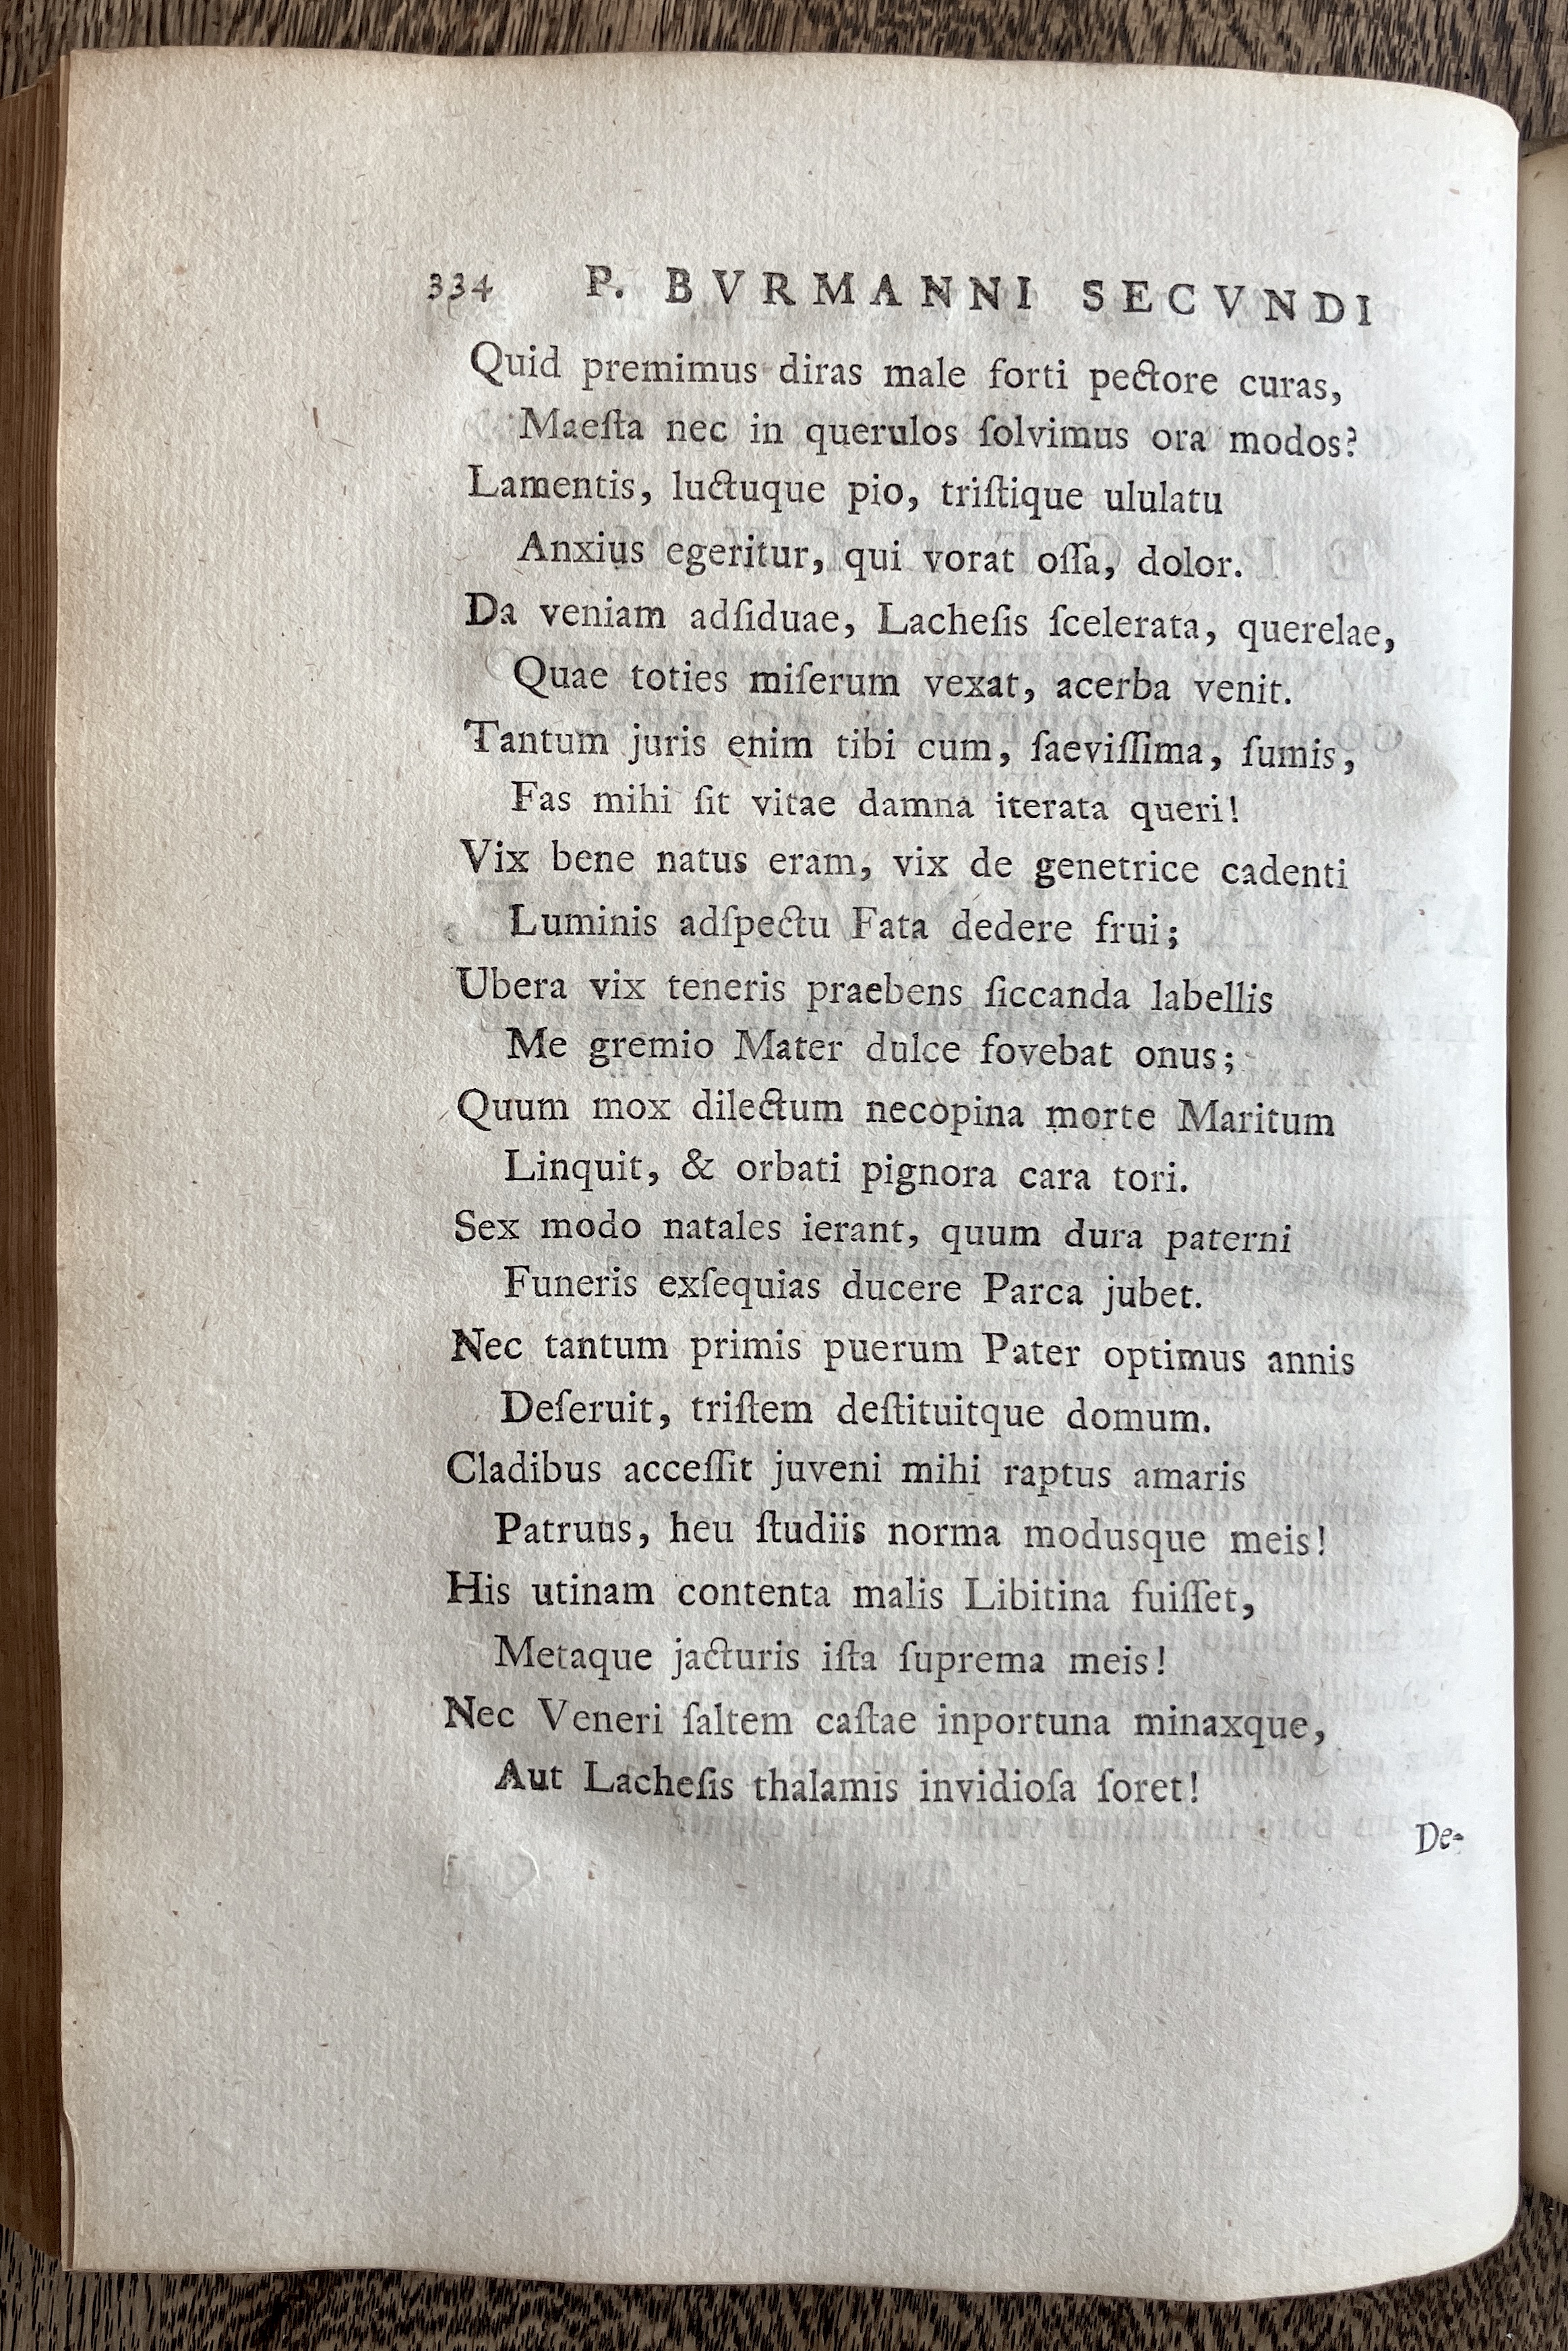 334 P. BVRMANNI SECVNDI
Quid premimus diras male forti pectore curas,
Maeſta nec in querulos ſolvimus ora modos?
Lamentis, luctuque pio, triſtique ululatu
Anxius egeritur, qui vorat oſſa, dolor.
Da veniam adſiduae, Lacheſis ſcelerata, querelae,
Quae toties miſerum vexat, acerba venit.
Tantum juris enim tibi cum, ſaeviſſima, ſumis,
Fas mihi ſit vitae damna iterata queri!
Vix bene natus eram, vix de genetrice cadenti
Luminis adſpectu Fata dedere frui;
Ubera vix teneris praebens ſiccanda labellis
Me gremio Mater dulce fovebat onus;
Quum mox dilectum necopina morte Maritum
Linquit, & orbati pignora cara tori.
Sex modo natales ierant, quum dura paterni
Funeris exſequias ducere Parca jubet.
Nec tantum primis puerum Pater optimus annis
Deſeruit, triſtem deſtituitque domum.
Cladibus acceſſit juveni mihi raptus amaris
Patruus, heu ſtudiis norma modusque meis!
His utinam contenta malis Libitina fuiſſet,
Metaque jacturis iſta ſuprema meis!
Nec Veneri ſaltem caſtae inportuna minaxque,
Aut Lacheſis thalamis invidioſa foret!
De-